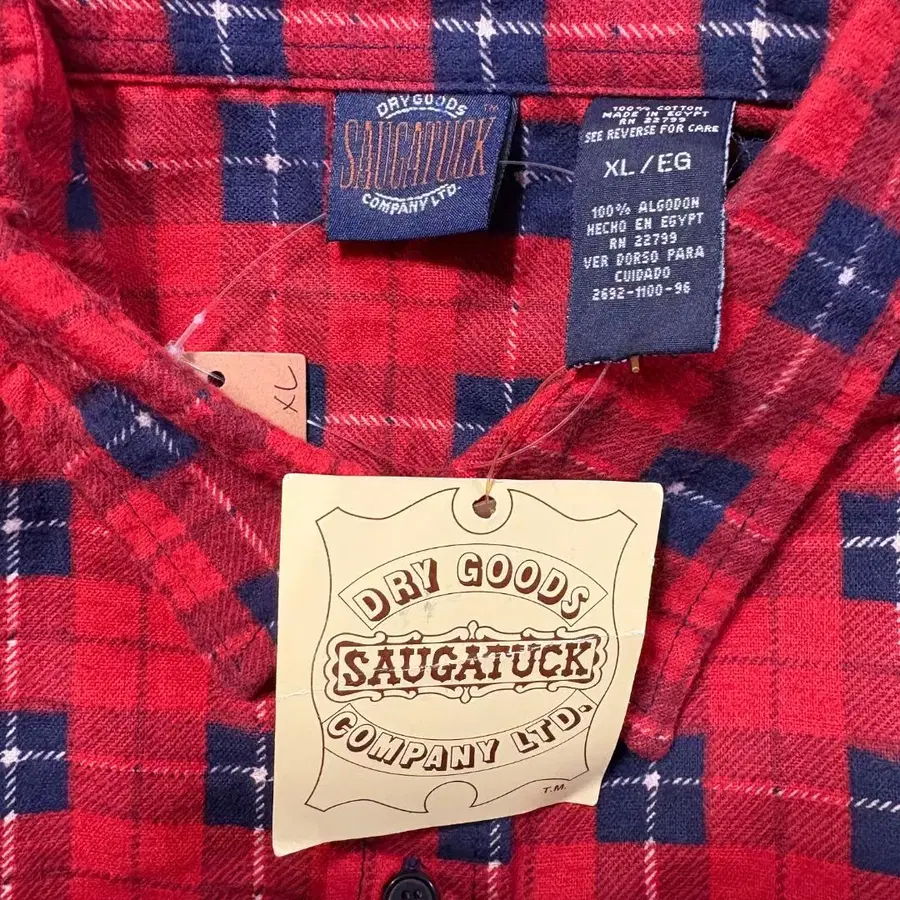 DRY GOODS
TM
SAUGATUCK
COMPANY LTD.
100% COTTON
MADE IN EGYPT
RN 22799
SEE REVERSE FOR CARE
XL/EG
100% ALGODON
HECHO EN EGYPT
RN 22799
VER DORSO PARA
CUIDADO
2692-1100-96
XL
DRY GOODS
SAUGATUCK
COMPANY LTD.
T.M.